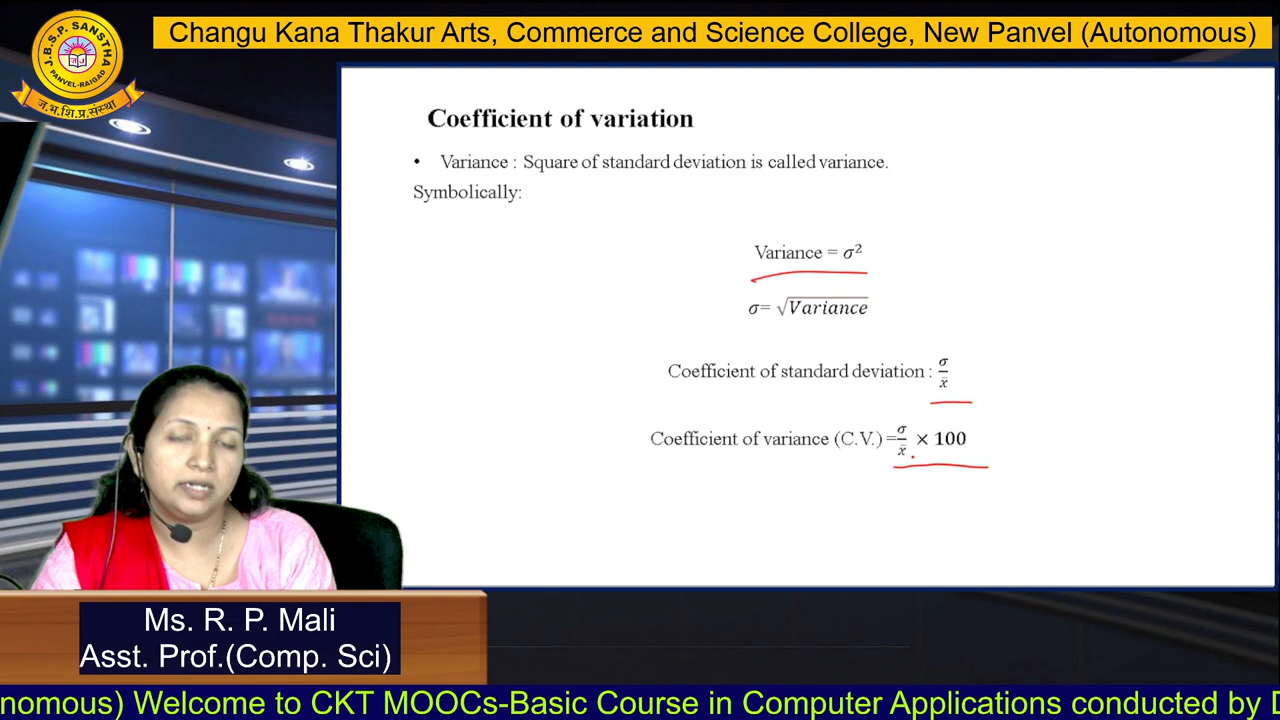 Changu Kana Thakur Arts, Commerce and Science College, New Panvel (Autonomous)
J.B.S.P. SANSTHA
PANVEL-RAIGAD
ज.भ.शि.प्र.संस्था
Coefficient of variation
• Variance : Square of standard deviation is called variance.
Symbolically:
Variance = σ²
σ= √Variance
Coefficient of standard deviation : σ/x̄
Coefficient of variance (C.V.) =σ/x̄ × 100
Ms. R. P. Mali
Asst. Prof.(Comp. Sci)
nomous) Welcome to CKT MOOCs-Basic Course in Computer Applications conducted by D